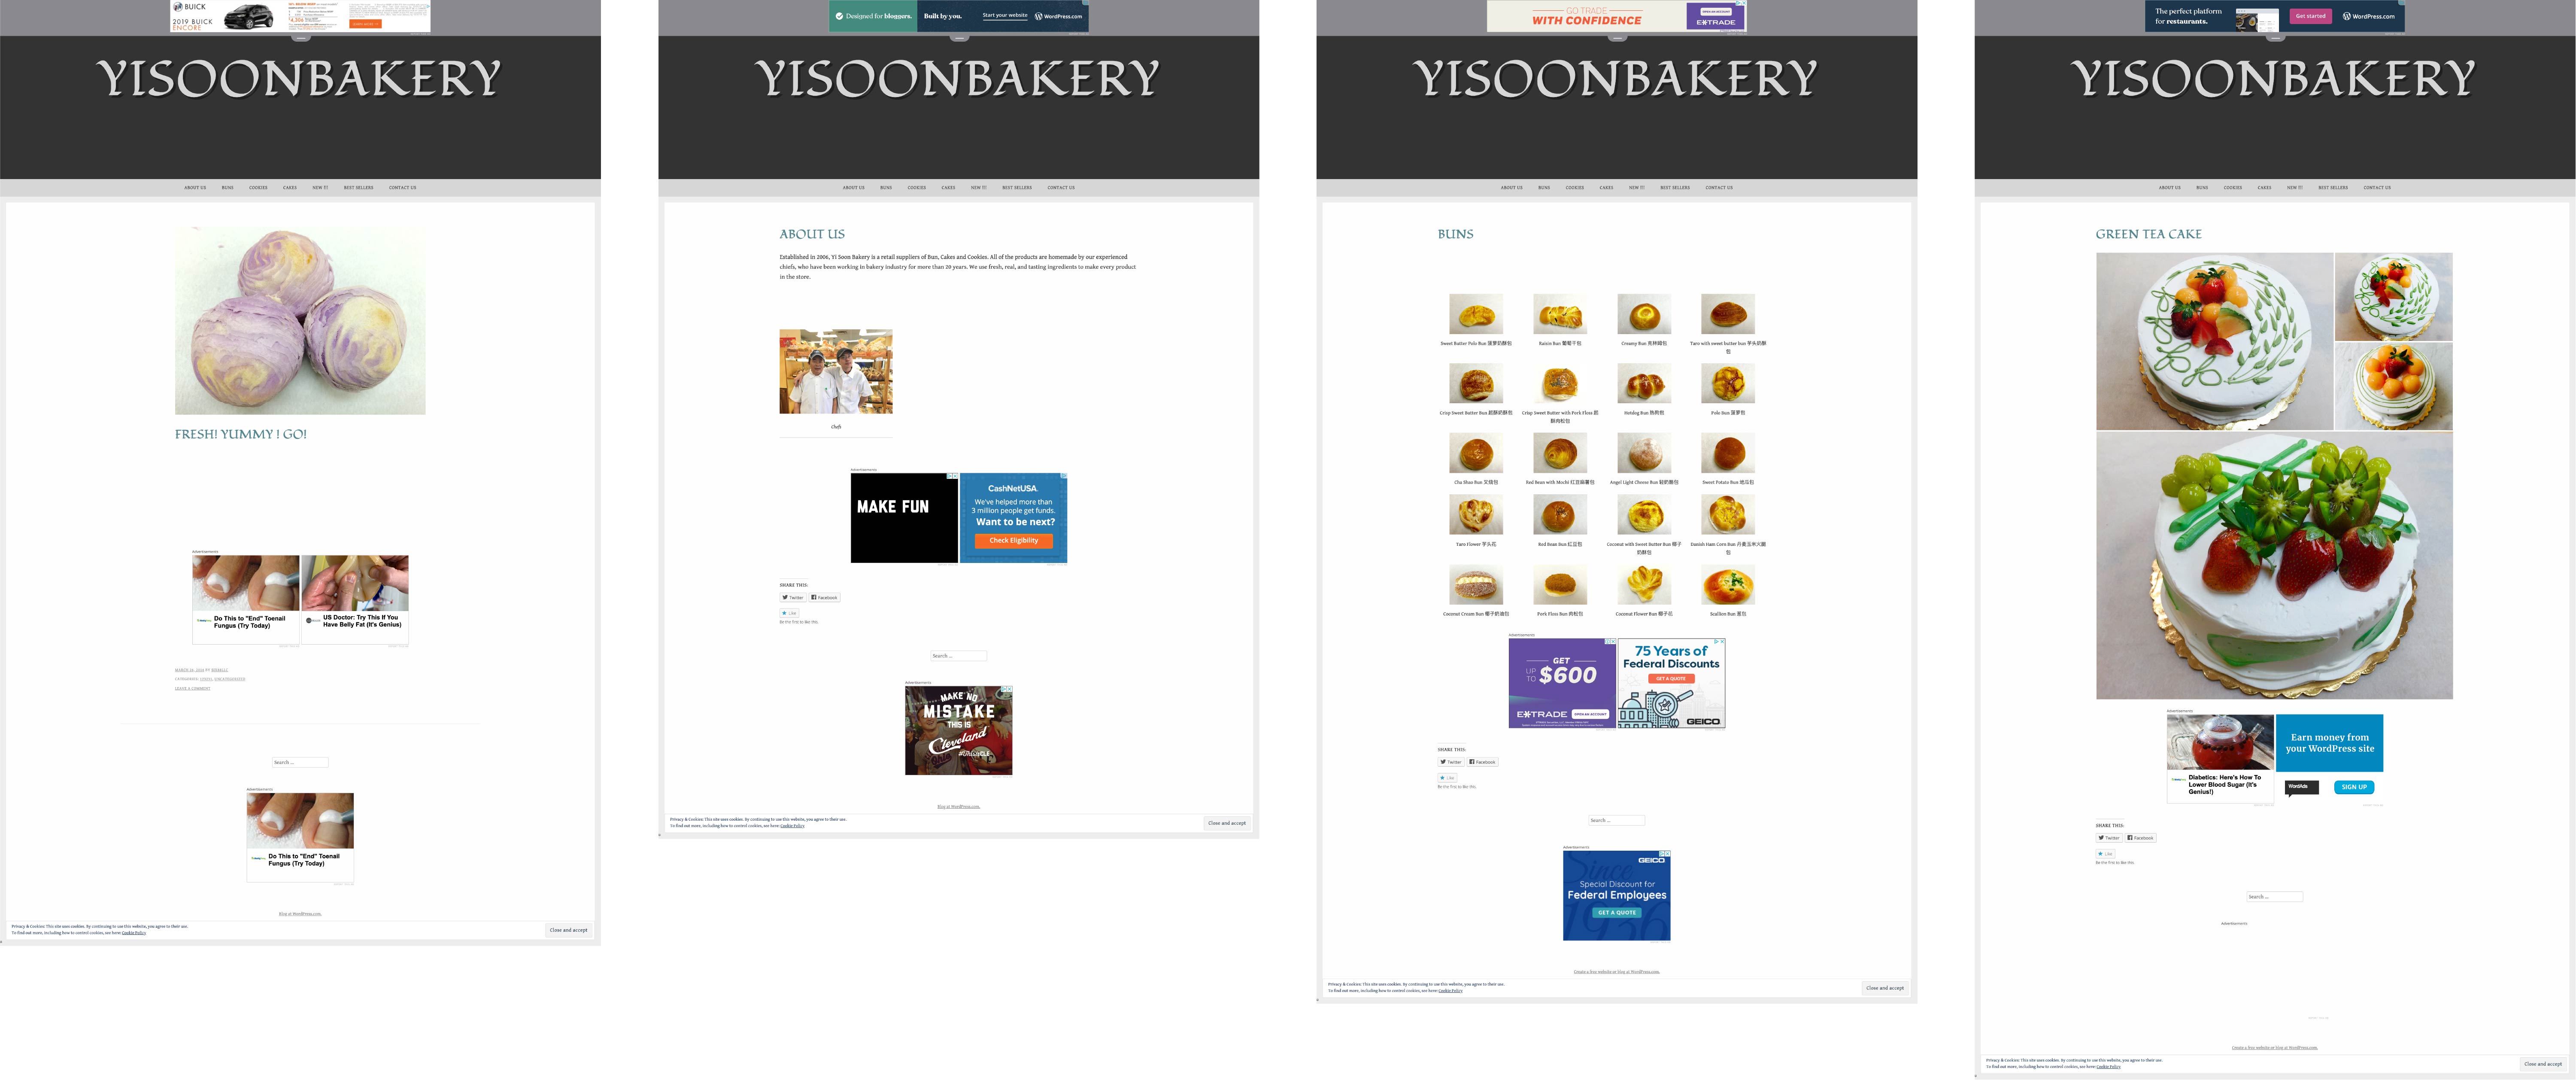 BUICK
2019 BUICK
ENCORE
YISOONBAKERY
ABOUT US BUNS COOKIES CAKES NEW !T! BEST SELLERS CONTACT US
FRESH! YUMMY ! GO!
Advertisements
Do This to "End" Toenail
Fungus (Try Today)
US Doctor: Try This If You
Have Belly Fat (It's Genius)
LEAVE A COMMENT
Search ...
Advertisements
Do This to "End" Toenail
Fungus (Try Today)
Blog at WordPress.com.
Privacy & Cookies: This site uses cookies. By continuing to use this website, you agree to their use.
To find out more, including how to control cookies, see here: Cookie Policy
Close and accept
Designed for bloggers. Built by you. Start your website WordPress.com
YISOONBAKERY
ABOUT US BUNS COOKIES CAKES NEW !T! BEST SELLERS CONTACT US
ABOUT US
Established in 2006, Yi Soon Bakery is a retail suppliers of Bun, Cakes and Cookies. All of the products are homemade by our experienced
chiefs, who have been working in bakery industry for more than 20 years. We use fresh, real, and tasting ingredients to make every product
in the store.
Chefs
Advertisements
MAKE FUN
CashNetUSA.
We've helped more than
3 million people get funds.
Want to be next?
Check Eligibility
SHARE THIS:
Twitter Facebook
Like
Be the first to like this.
Search ...
Advertisements
MAKE NO
MISTAKE
THIS IS
Cleveland
Blog at WordPress.com.
Privacy & Cookies: This site uses cookies. By continuing to use this website, you agree to their use.
To find out more, including how to control cookies, see here: Cookie Policy
Close and accept
GO TRADE
WITH CONFIDENCE
E*TRADE
YISOONBAKERY
ABOUT US BUNS COOKIES CAKES NEW !T! BEST SELLERS CONTACT US
BUNS
Sweet Butter Polo Bun 菠萝奶酥包
Raisin Bun 葡萄干包
Creamy Bun
Taro with sweet butter bun 芋头奶酥
包
Crisp Sweet Butter Bun 起酥奶酥包
Crisp Sweet Butter with Pork Floss 起
酥肉松包
Hotdog Bun 热狗包
Polo Bun 菠萝包
Cha Shao Bun 叉烧包
Red Bean with Mochi 红豆麻薯包
Angel Light Cheese Bun 轻奶酪包
Sweet Potato Bun 地瓜包
Taro Flower 芋头花
Red Bean Bun 红豆包
Coconut with Sweet Butter Bun 椰子
奶酥包
Danish Ham Corn Bun 丹麦玉米火腿
包
Coconut Cream Bun 椰子奶油包
Pork Floss Bun 肉松包
Coconut Flower Bun 椰子花
Scallion Bun 葱包
Advertisements
GET
UP TO $600
E*TRADE OPEN AN ACCOUNT
75 Years of
Federal Discounts
GET A QUOTE
GEICO
SHARE THIS:
Twitter Facebook
Like
Be the first to like this.
Search ...
Advertisements
GEICO
Since
1936
Special Discount for
Federal Employees
GET A QUOTE
Create a free website or blog at WordPress.com.
Privacy & Cookies: This site uses cookies. By continuing to use this website, you agree to their use.
To find out more, including how to control cookies, see here: Cookie Policy
Close and accept
The perfect platform
for restaurants.
Get started
WordPress.com
YISOONBAKERY
ABOUT US BUNS COOKIES CAKES NEW !T! BEST SELLERS CONTACT US
GREEN TEA CAKE
Advertisements
Diabetics: Here's How To
Lower Blood Sugar (It's
Genius!)
Earn money from
your WordPress site
WordAds
SIGN UP
SHARE THIS:
Twitter Facebook
Like
Be the first to like this.
Search ...
Advertisements
Create a free website or blog at WordPress.com.
Privacy & Cookies: This site uses cookies. By continuing to use this website, you agree to their use.
To find out more, including how to control cookies, see here: Cookie Policy
Close and accept